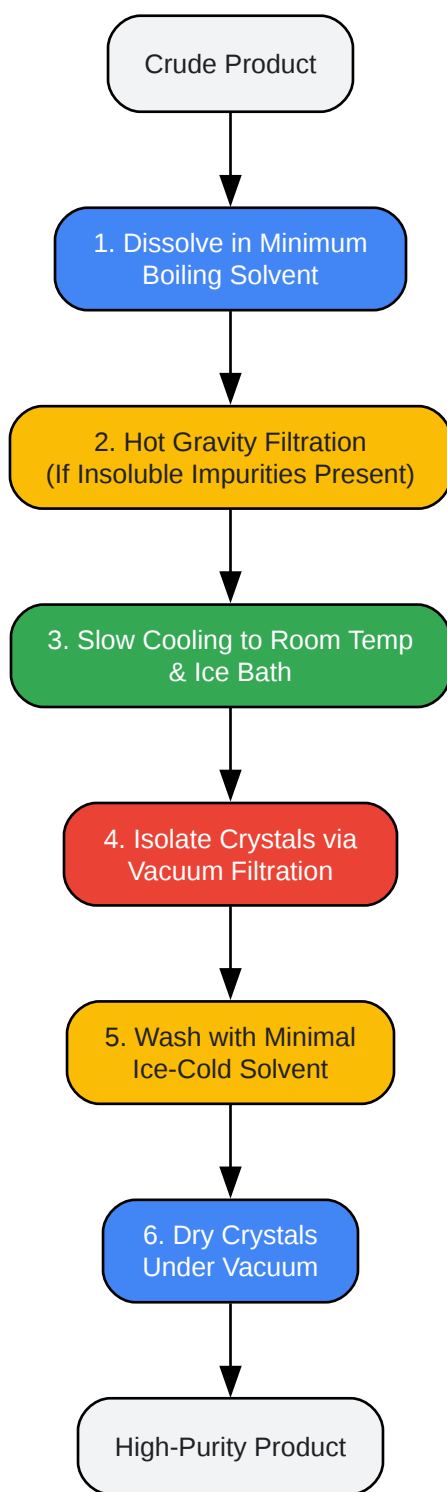 Crude Product
1. Dissolve in Minimum
Boiling Solvent
2. Hot Gravity Filtration
(If Insoluble Impurities Present)
3. Slow Cooling to Room Temp
& Ice Bath
4. Isolate Crystals via
Vacuum Filtration
5. Wash with Minimal
Ice-Cold Solvent
6. Dry Crystals
Under Vacuum
High-Purity Product